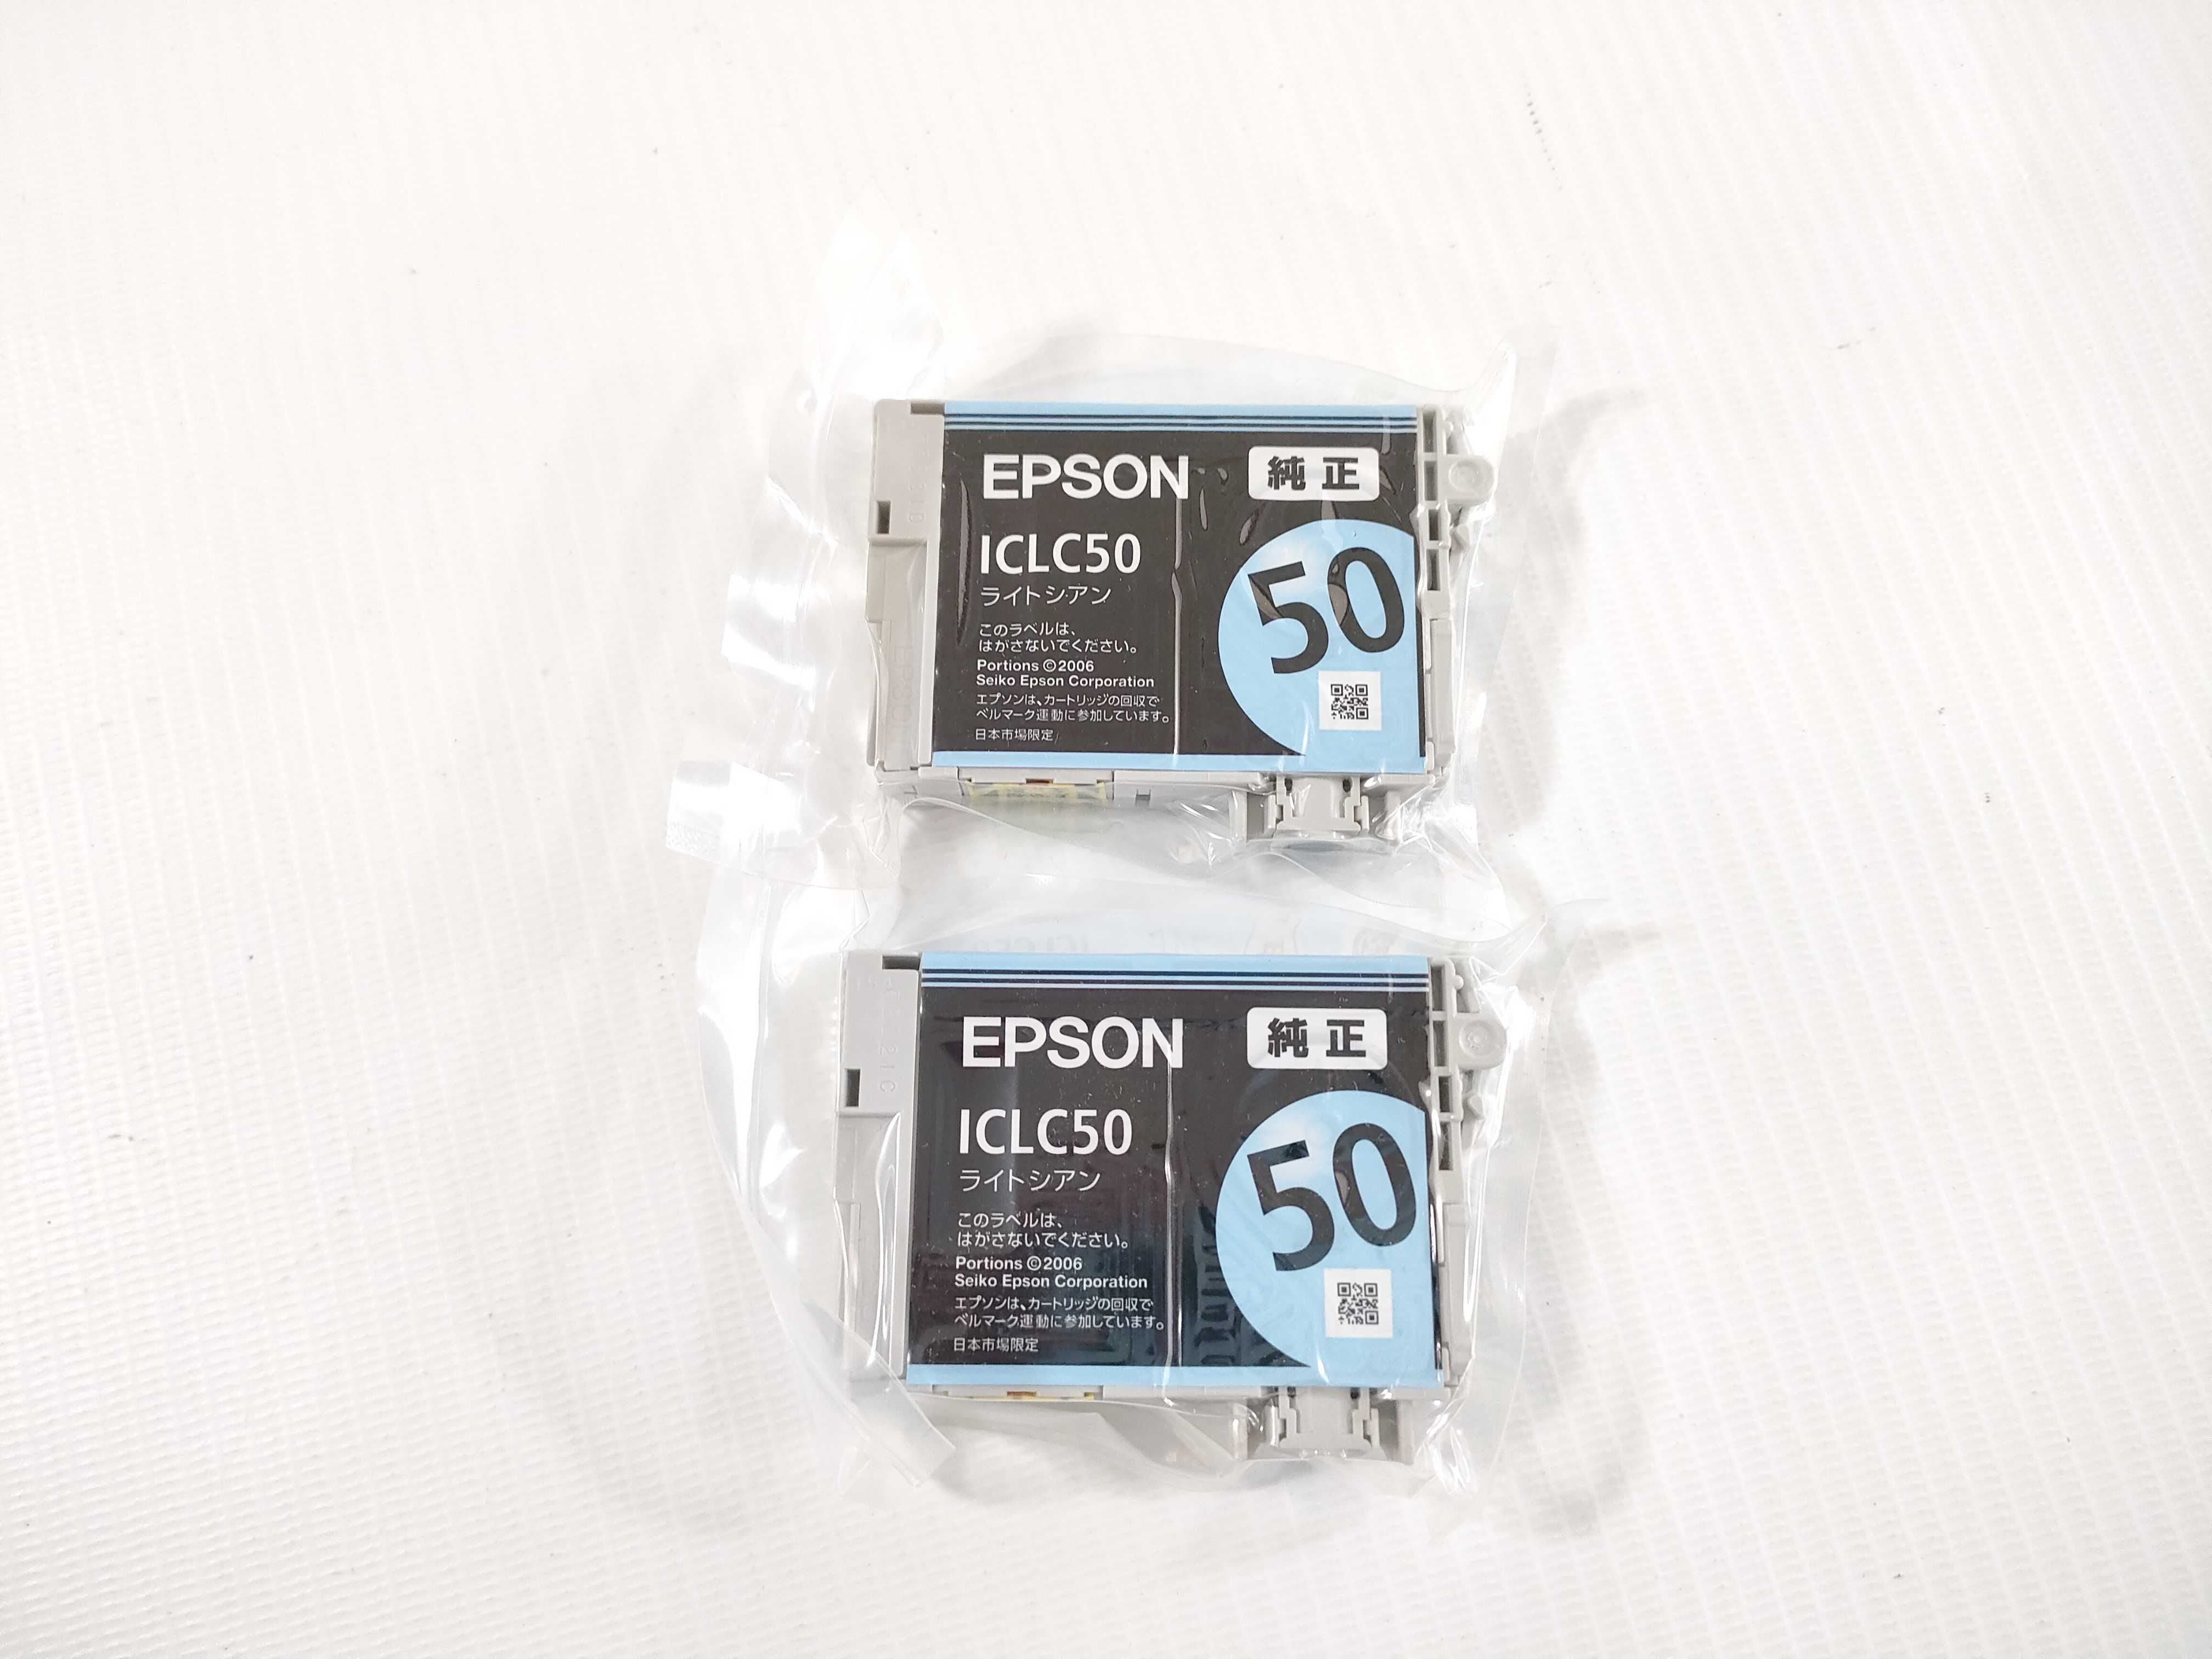 EPSON 純正
ICLC50
ライトシアン
50
このラベルは、
はがさないでください。
Portions ©2006
Seiko Epson Corporation
エプソンは、カートリッジの回収で
ベルマーク運動に参加しています。
日本市場限定
EPSON 純正
ICLC50
ライトシアン
50
このラベルは、
はがさないでください。
Portions ©2006
Seiko Epson Corporation
エプソンは、カートリッジの回収で
ベルマーク運動に参加しています。
日本市場限定